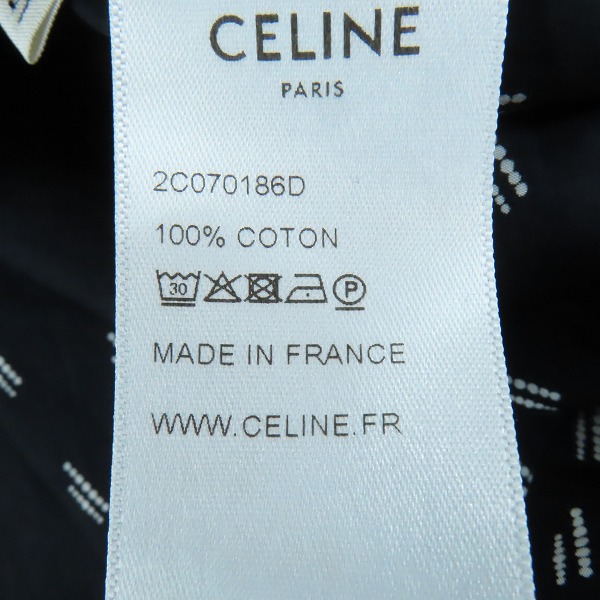 CELINE
PARIS
2C070186D
100% COTON
30 P
MADE IN FRANCE
WWW.CELINE.FR